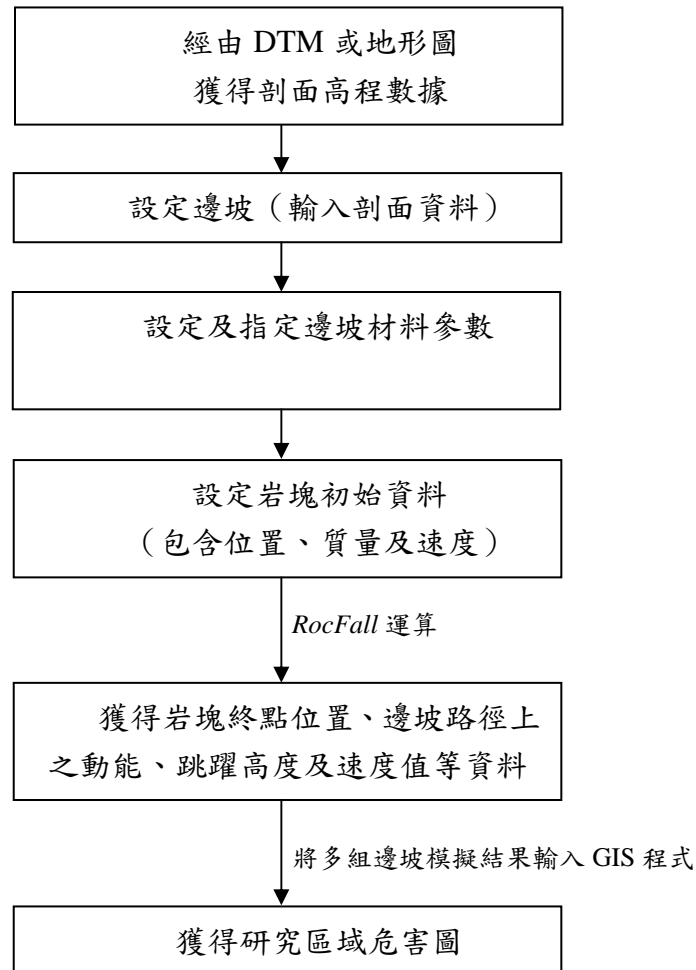 經由 DTM 或地形圖
獲得剖面高程數據
設定邊坡（輸入剖面資料）
設定及指定邊坡材料參數
設定岩塊初始資料
（包含位置、質量及速度）
RocFall 運算
獲得岩塊終點位置、邊坡路徑上
之動能、跳躍高度及速度值等資料
將多組邊坡模擬結果輸入 GIS 程式
獲得研究區域危害圖